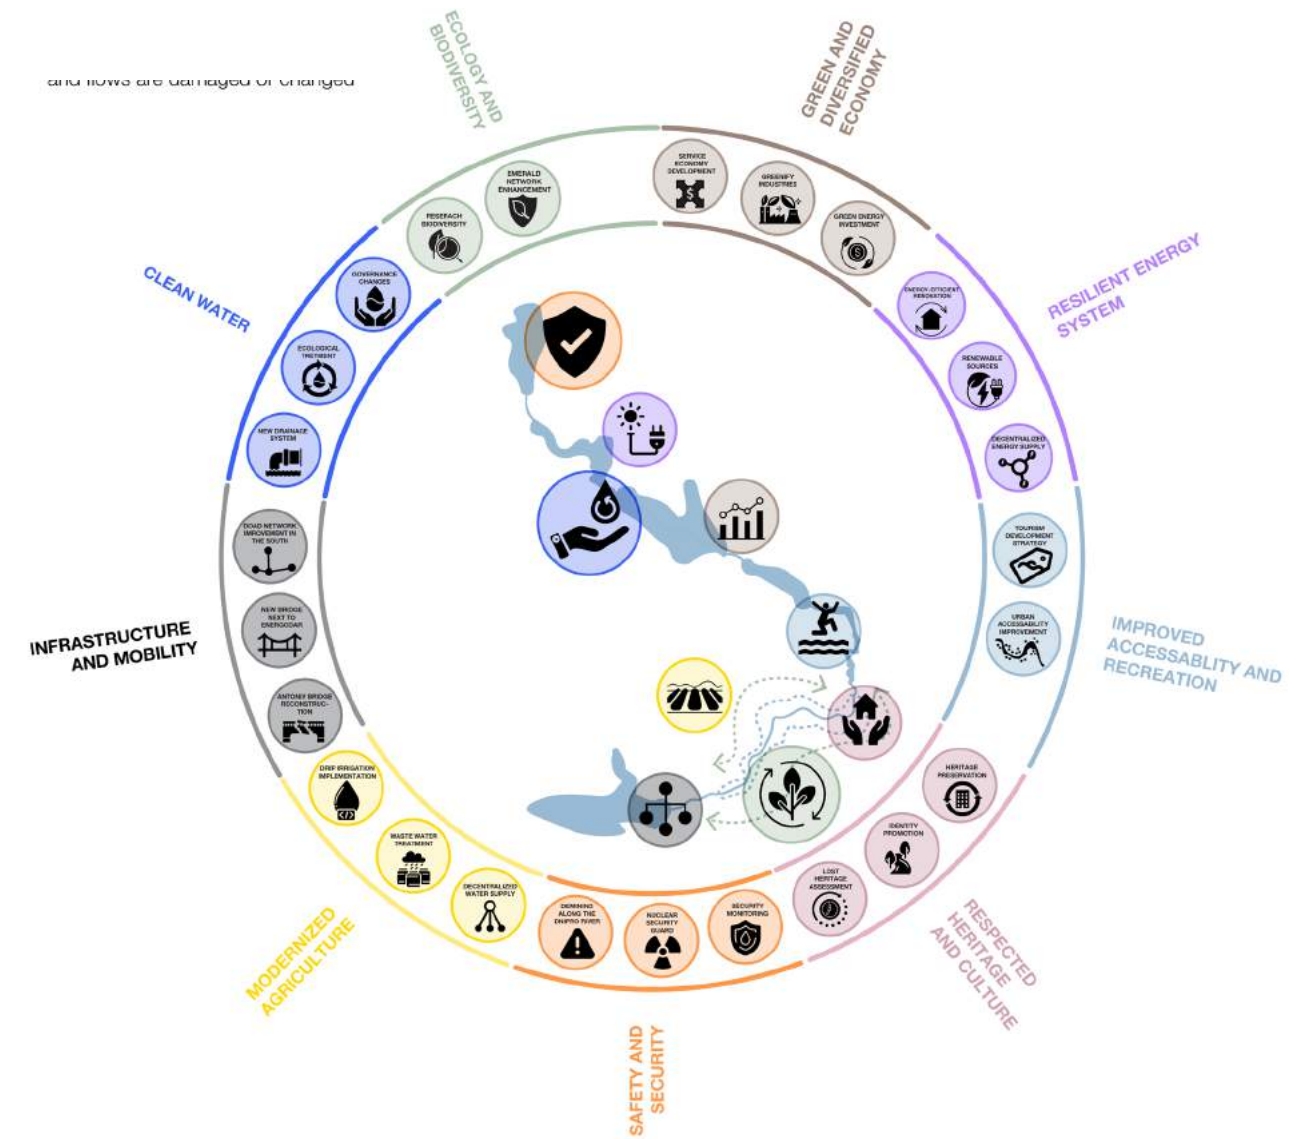 and flows are damaged or changed
ECOLOGY AND
BIODIVERSITY
GREEN AND
DIVERSIFIED
ECONOMY
RESILIENT ENERGY
SYSTEM
IMPROVED
ACCESSABLITY AND
RECREATION
RESPECTED
HERITAGE
AND CULTURE
SAFETY AND
SECURITY
MODERNIZED
AGRICULTURE
INFRASTRUCTURE
AND MOBILITY
CLEAN WATER
RESERACH
BIODIVERSITY
EMERALD
NETWORK
ENHANCEMENT
SERVICE
ECONOMY
DEVELOPMENT
GREENIFY
INDUSTRIES
GREEN ENERGY
INVESTMENT
ENERGY-EFFICIENT
RENOVATION
RENEWABLE
SOURCES
DECENTRALIZED
ENERGY SUPPLY
TOURISM
DEVELOPMENT
STRATEGY
URBAN
ACCESSABILITY
IMPROVEMENT
HERITAGE
PRESERVATION
IDENTITY
PROMOTION
LOST
HERITAGE
ASSESSMENT
SECURITY
MONITORING
NUCLEAR
SECURITY
GUARD
DEMINING
ALONG THE
DNIPRO RIVER
DECENTRALIZED
WATER SUPPLY
WASTE WATER
TREATMENT
DRIP IRRIGATION
IMPLEMENTATION
ANTONIY BRIDGE
RECONSTRUC-
TION
NEW BRIDGE
NEXT TO
ENERGODAR
NETWORK
IMROVEMENT IN
THE SOUTH
NEW DRAINAGE
SYSTEM
ECOLOGICAL
TRETMENT
GOVERNANCE
CHANGES